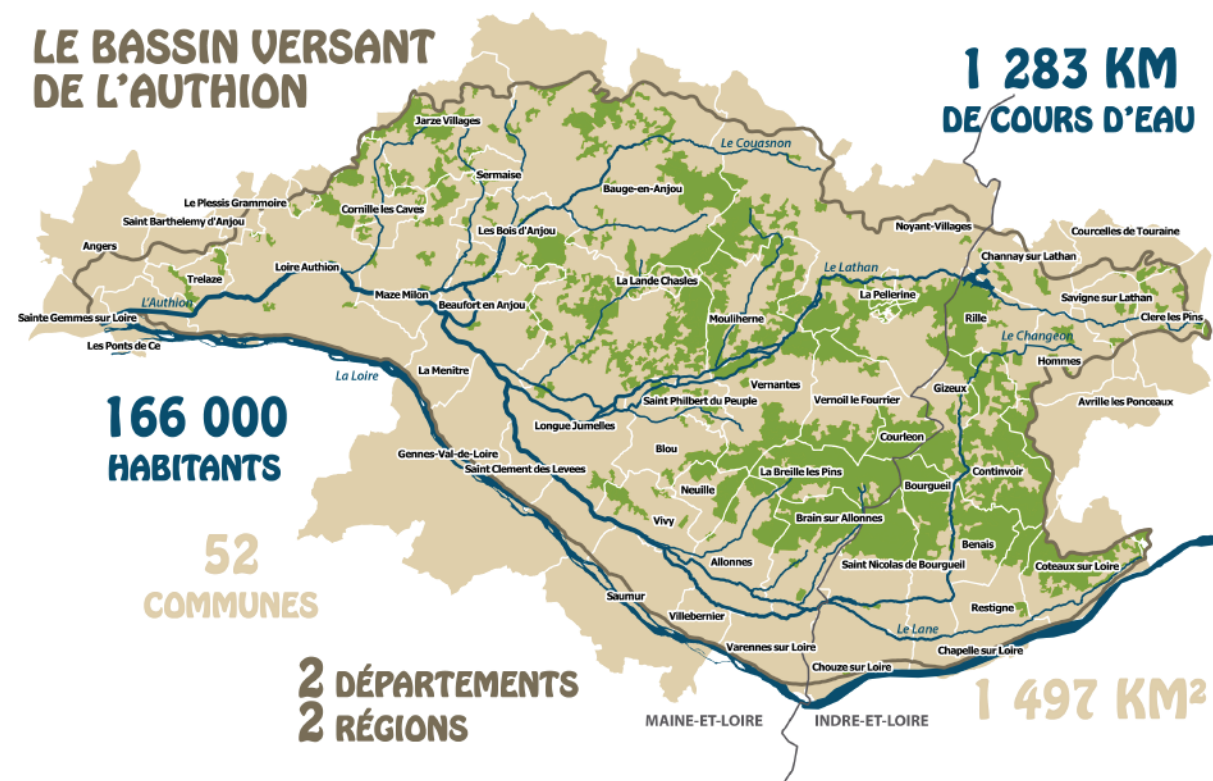 LE BASSIN VERSANT
DE L'AUTHION
1 283 KM
DE COURS D'EAU
Jarze Villages
Le Couasnon
Sermaise
Bauge-en-Anjou
Le Plessis Grammoire
Cornille les Caves
Saint Barthelemy d'Anjou
Noyant-Villages
Les Bois d'Anjou
Courcelles de Touraine
Angers
Channay sur Lathan
Loire Authion
Le Lathan
Trelaze
La Lande Chasles
Maze Milon
La Pellerine
Savigne sur Lathan
L'Authion
Beaufort en Anjou
Sainte Gemmes sur Loire
Mouliherne
Rille
Clere les Pins
Le Changeon
Les Ponts de Ce
Hommes
La Menitre
La Loire
Vernantes
Gizeux
Saint Philbert du Peuple
Vernoil le Fourrier
Avrille les Ponceaux
166 000
HABITANTS
Longue Jumelles
Courleon
Blou
Gennes-Val-de-Loire
Saint Clement des Levees
La Breille les Pins
Continvoir
Neuille
Bourgueil
Vivy
Brain sur Allonnes
52
COMMUNES
Benais
Allonnes
Saint Nicolas de Bourgueil
Coteaux sur Loire
Saumur
Restigne
Villebernier
Le Lane
Varennes sur Loire
Chapelle sur Loire
Chouze sur Loire
2 DÉPARTEMENTS
2 RÉGIONS
1 497 KM²
MAINE-ET-LOIRE
INDRE-ET-LOIRE